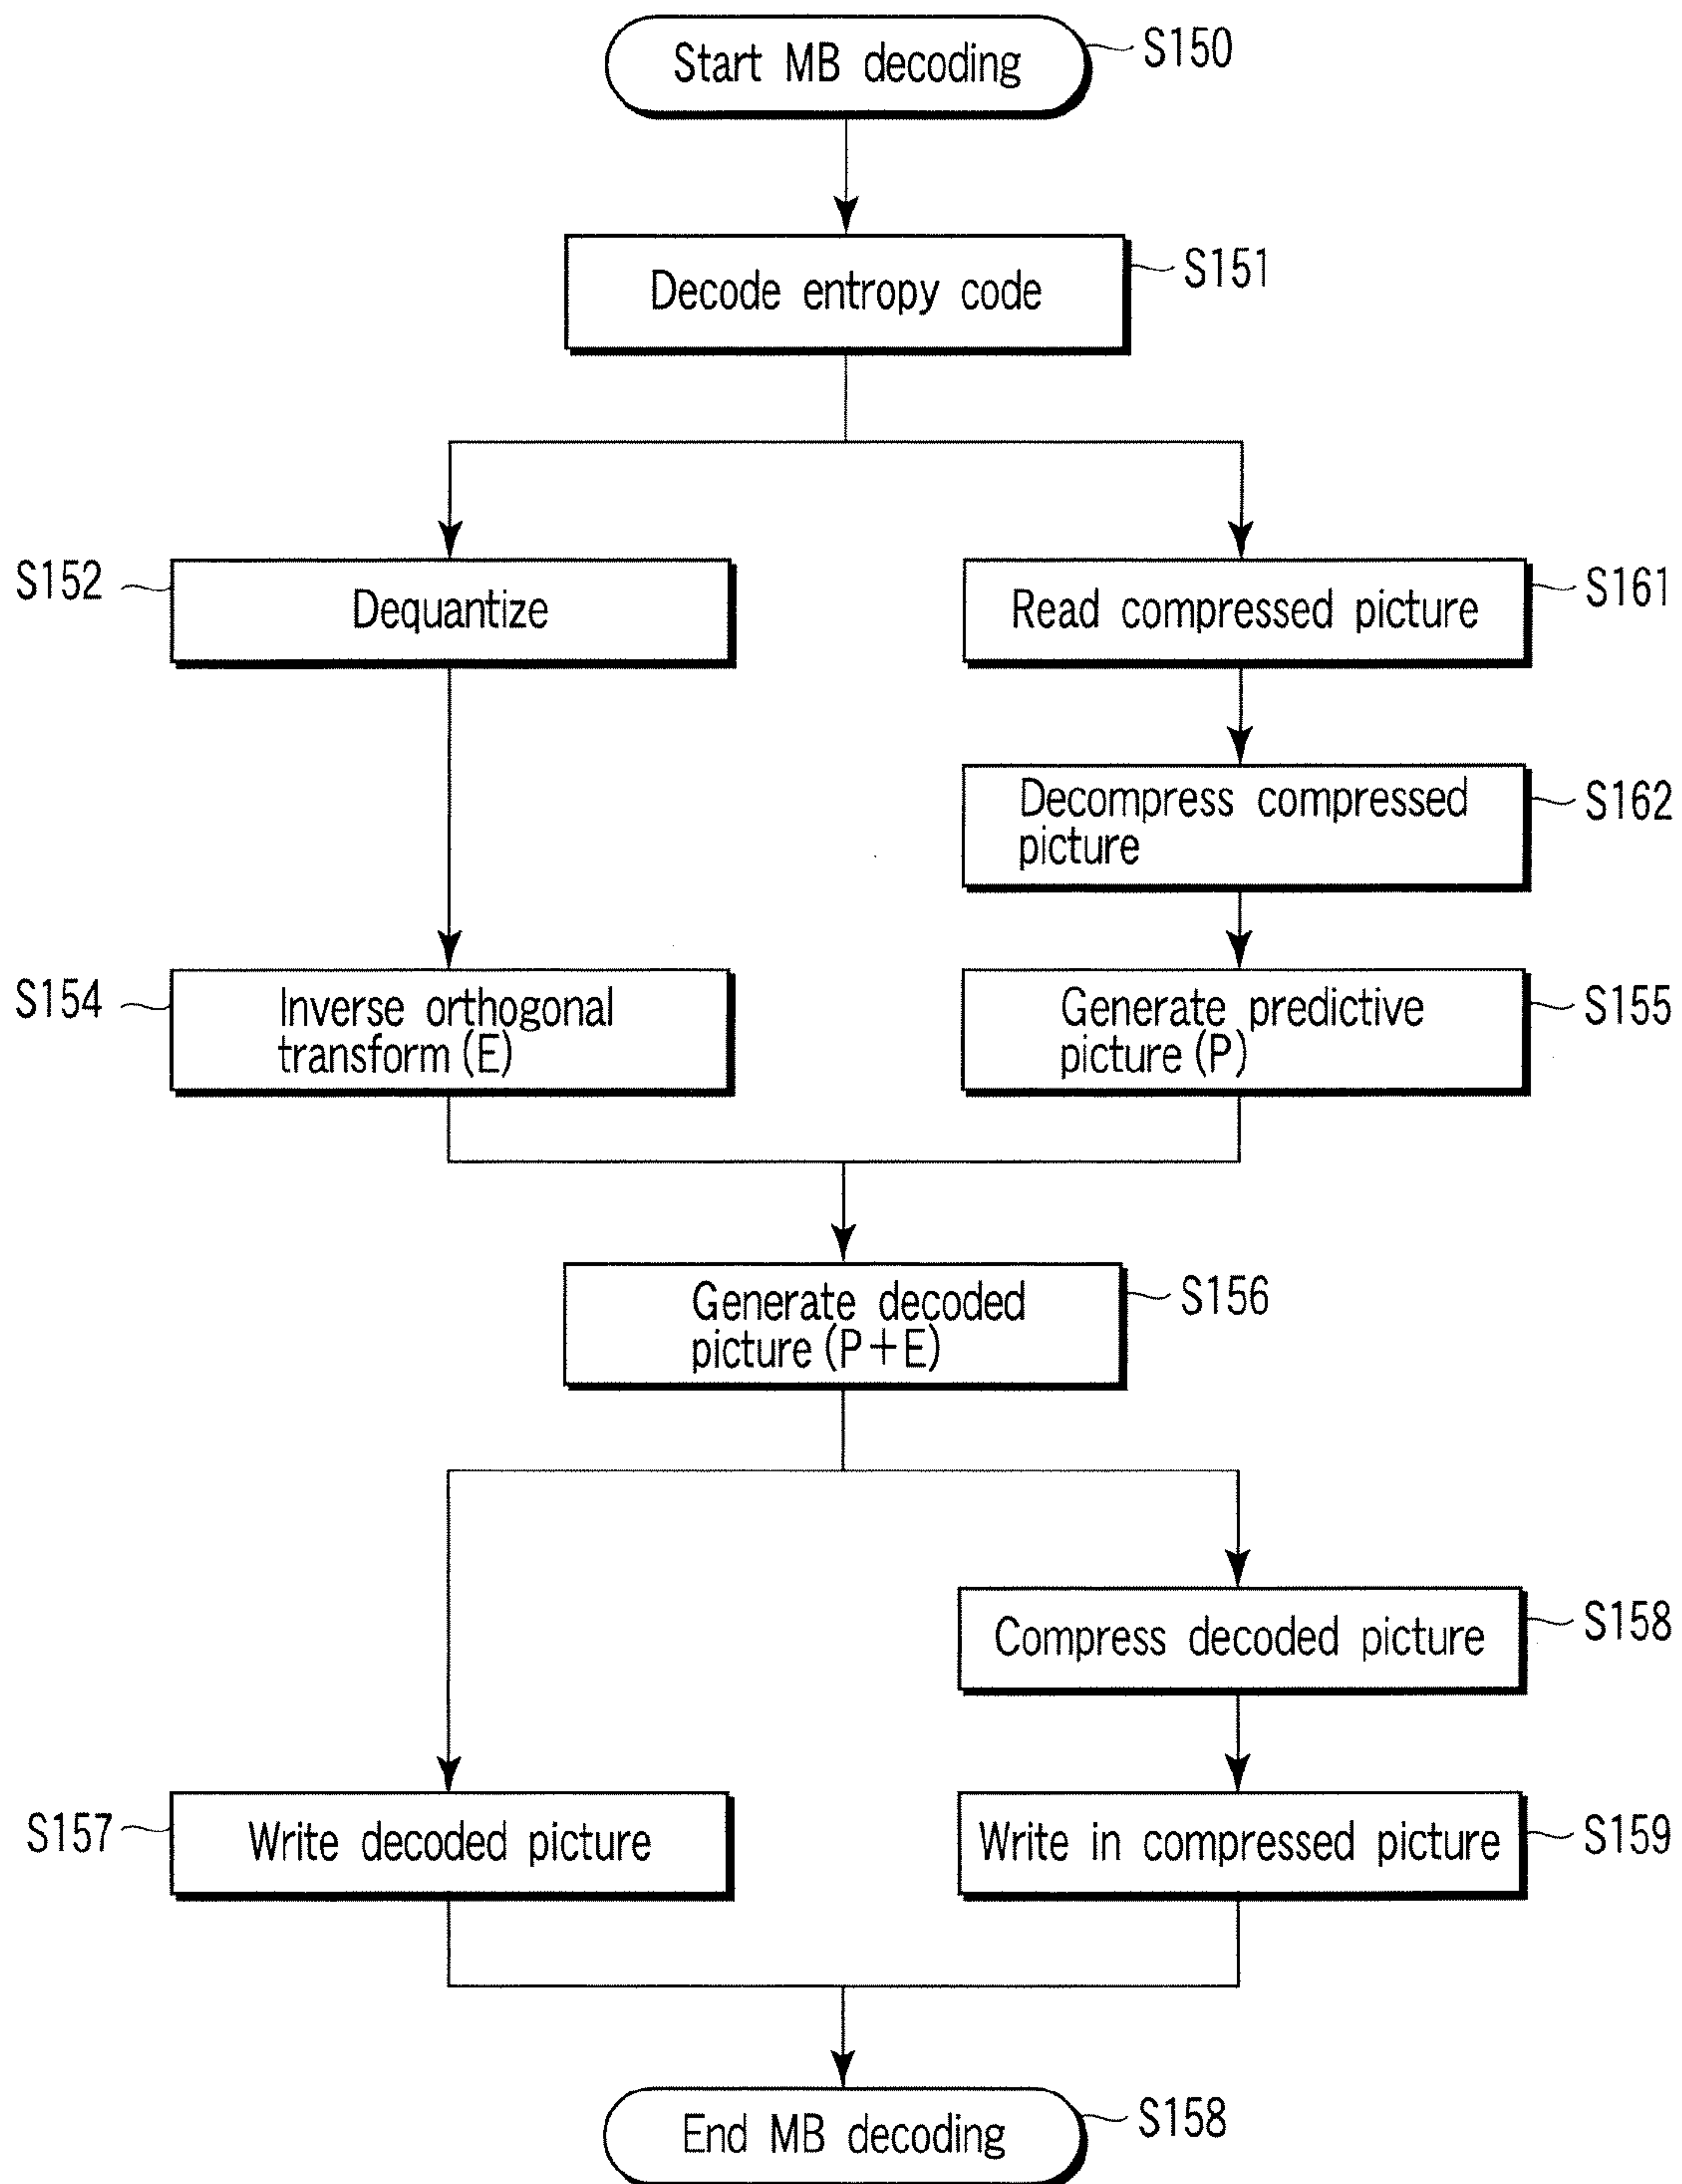 Start MB decoding
S150
Decode entropy code
S151
S152
Dequantize
Read compressed picture
S161
Decompress compressed
picture
S162
S154
Inverse orthogonal
transform (E)
Generate predictive
picture (P)
S155
Generate decoded
picture (P+E)
S156
Compress decoded picture
S158
S157
Write decoded picture
Write in compressed picture
S159
End MB decoding
S158